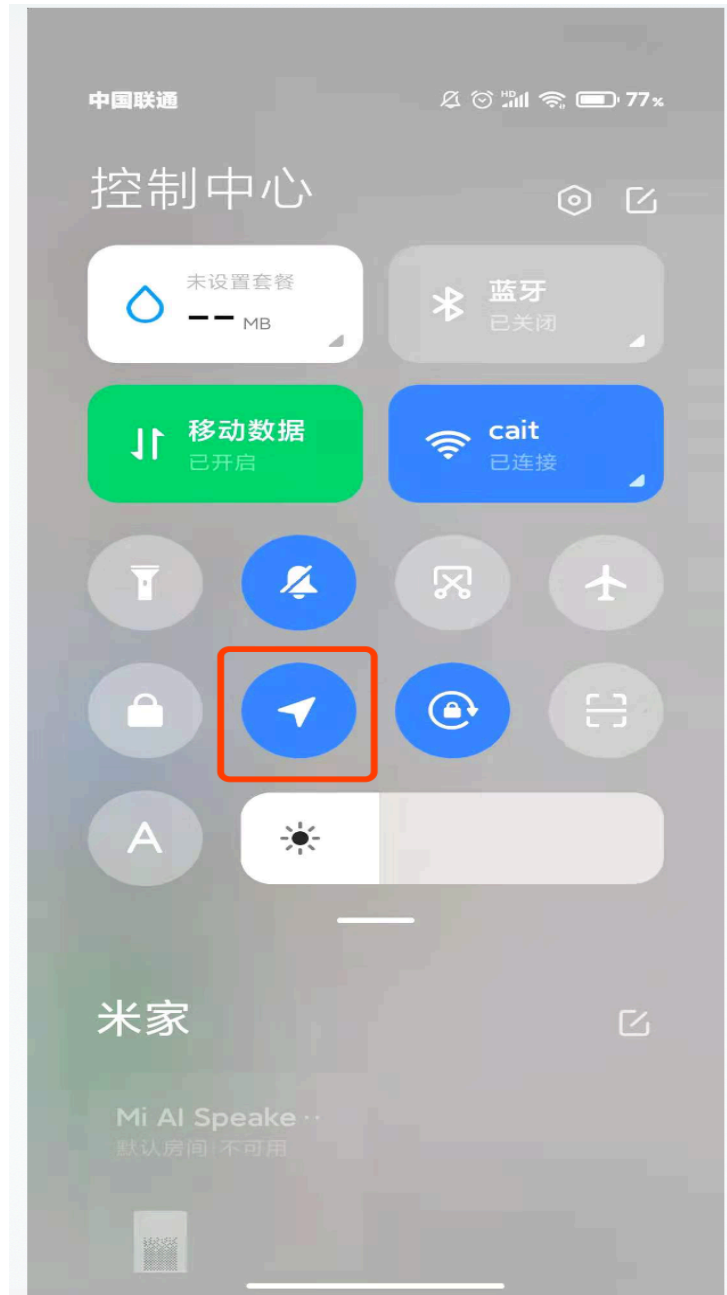 中国联通
HD 77%
控制中心
未设置套餐
-- MB
蓝牙
已关闭
移动数据
已开启
cait
已连接
A
米家
Mi AI Speake··
默认房间|不可用